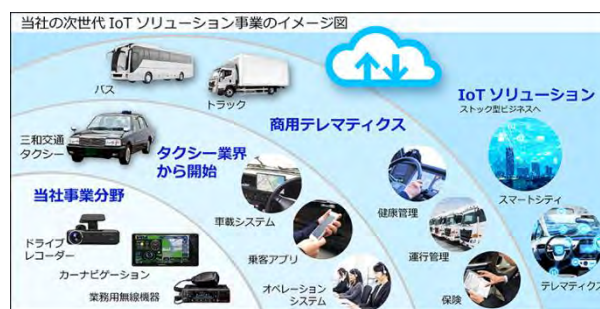 当社の次世代 IoT ソリューション事業のイメージ図
バス
トラック
IoT ソリューション
ストック型ビジネスへ
商用テレマティクス
三和交通
タクシー
タクシー業界
から開始
スマートシティ
当社事業分野
車載システム
健康管理
ドライブ
レコーダー
カーナビゲーション
乗客アプリ
運行管理
業務用無線機器
オペレーション
システム
保険
テレマティクス